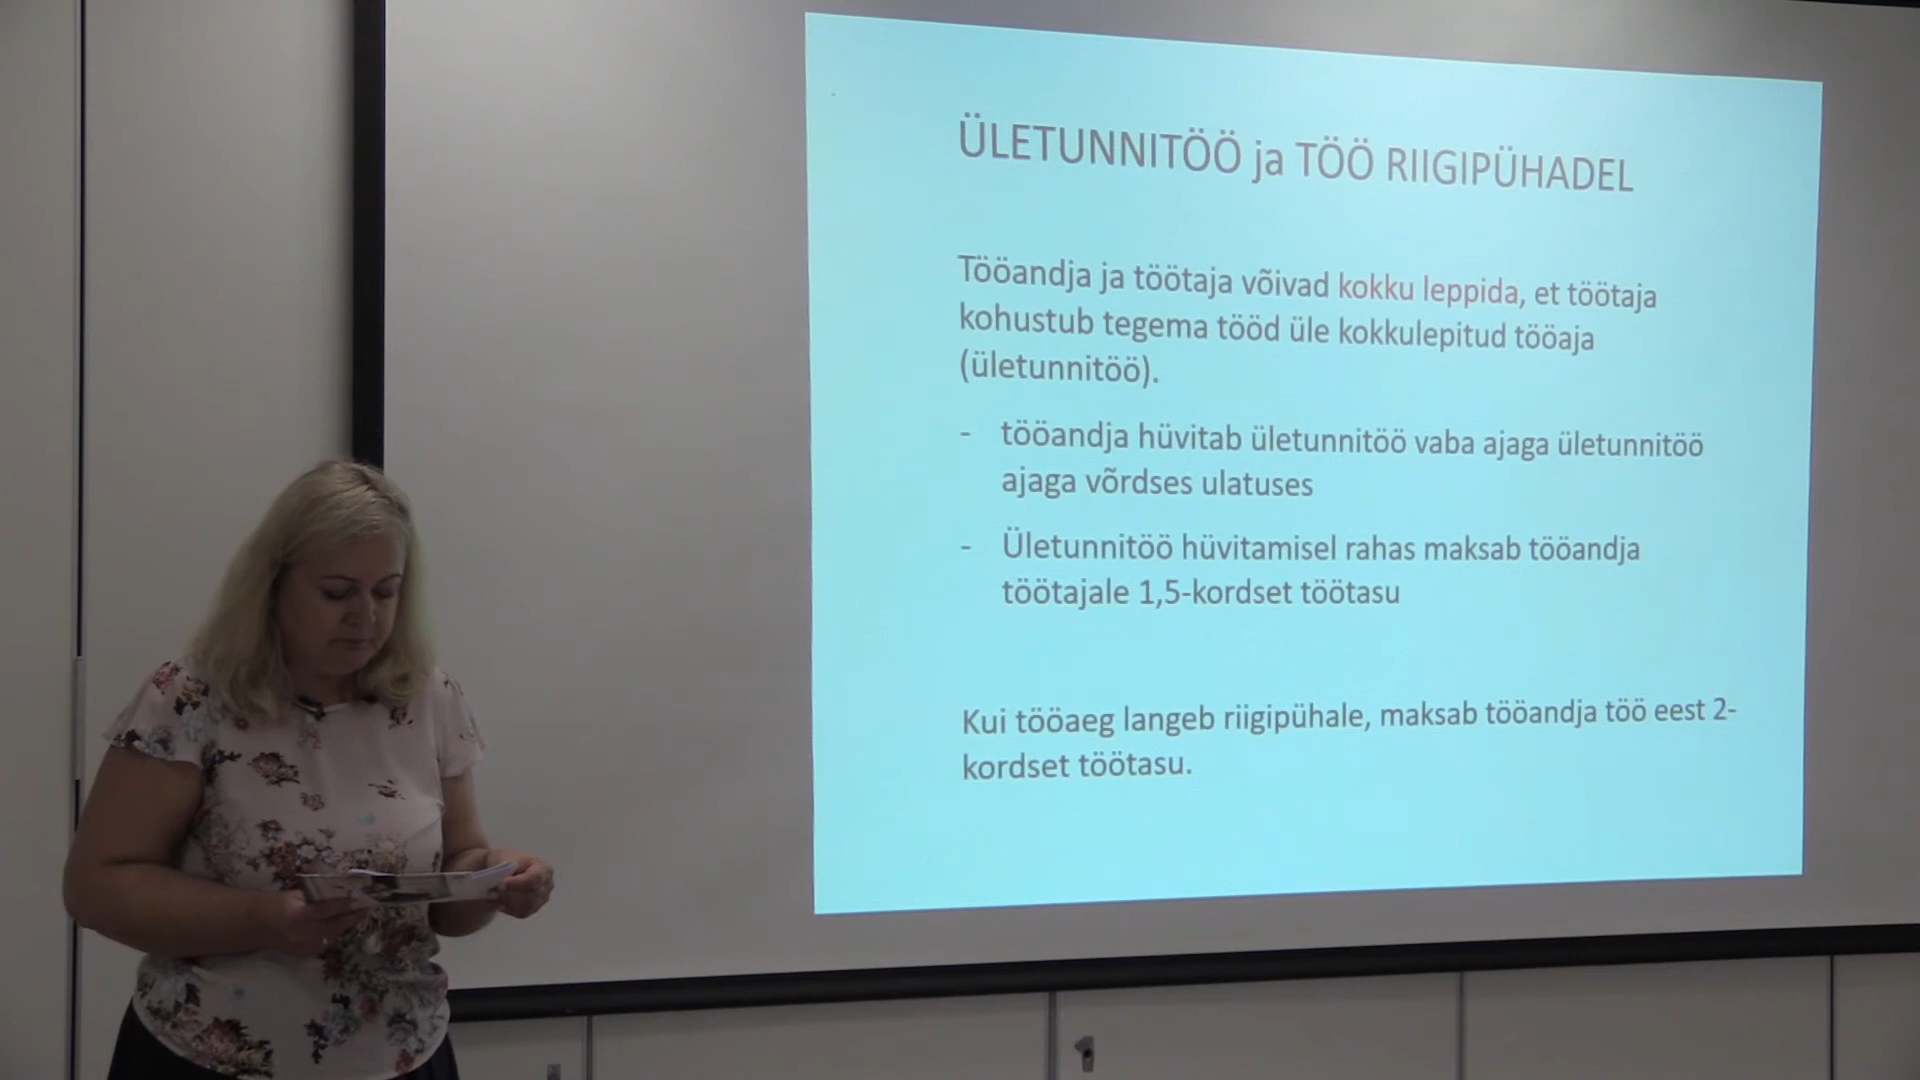 ÜLETUNNITÖÖ ja TÖÖ RIIGIPÜHADEL
Tööandja ja töötaja võivad kokku leppida, et töötaja
kohustub tegema tööd üle kokkulepitud tööaja
(ületunnitöö).
- tööandja hüvitab ületunnitöö vaba ajaga ületunnitöö
ajaga võrdses ulatuses
- Ületunnitöö hüvitamisel rahas maksab tööandja
töötajale 1,5-kordset töötasu
Kui tööaeg langeb riigipühale, maksab tööandja töö eest 2-
kordset töötasu.